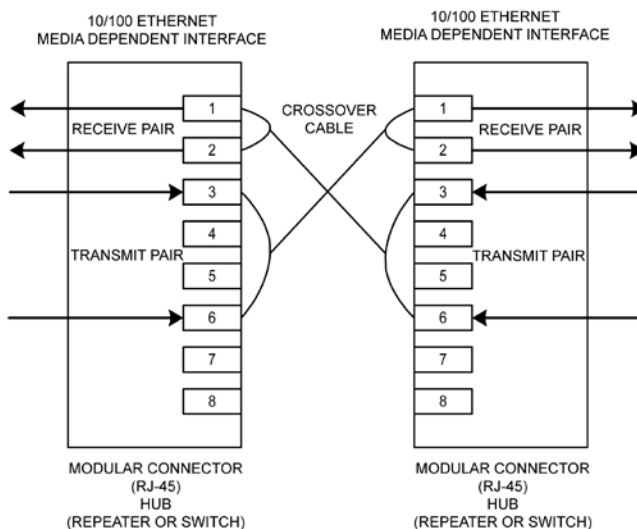 10/100 ETHERNET
MEDIA DEPENDENT INTERFACE
10/100 ETHERNET
MEDIA DEPENDENT INTERFACE
1
RECEIVE PAIR
2
3
4
TRANSMIT PAIR
5
6
7
8
CROSSOVER
CABLE
1
RECEIVE PAIR
2
3
4
TRANSMIT PAIR
5
6
7
8
MODULAR CONNECTOR
(RJ-45)
HUB
(REPEATER OR SWITCH)
MODULAR CONNECTOR
(RJ-45)
HUB
(REPEATER OR SWITCH)